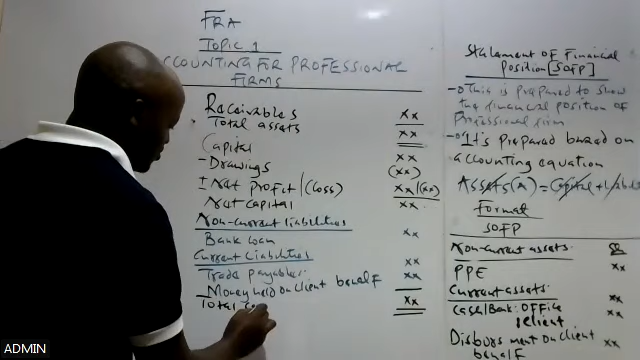 FRA
TOPIC 1
ACCOUNTING FOR PROFESSIONAL
FIRMS
Receivables xx
Total assets xx
Capital xx
- Drawings (xx)
± Net profit/(loss) xx/(xx)
Net capital xx
Non-current liabilities
Bank loan xx
Current liabilities
Trade payables xx
Money held on client behalf xx
Total xx
Statement of Financial
position [SOFP]
This is prepared to show
the financial position of
Professional firm
It's prepared based on
accounting equation
Assets (A) = Capital +
Format
SOFP
Non-current assets
PPE xx
Current assets
Cash/Bank: OFFice xx
client xx
Disbursment on client
behalf xx
ADMIN